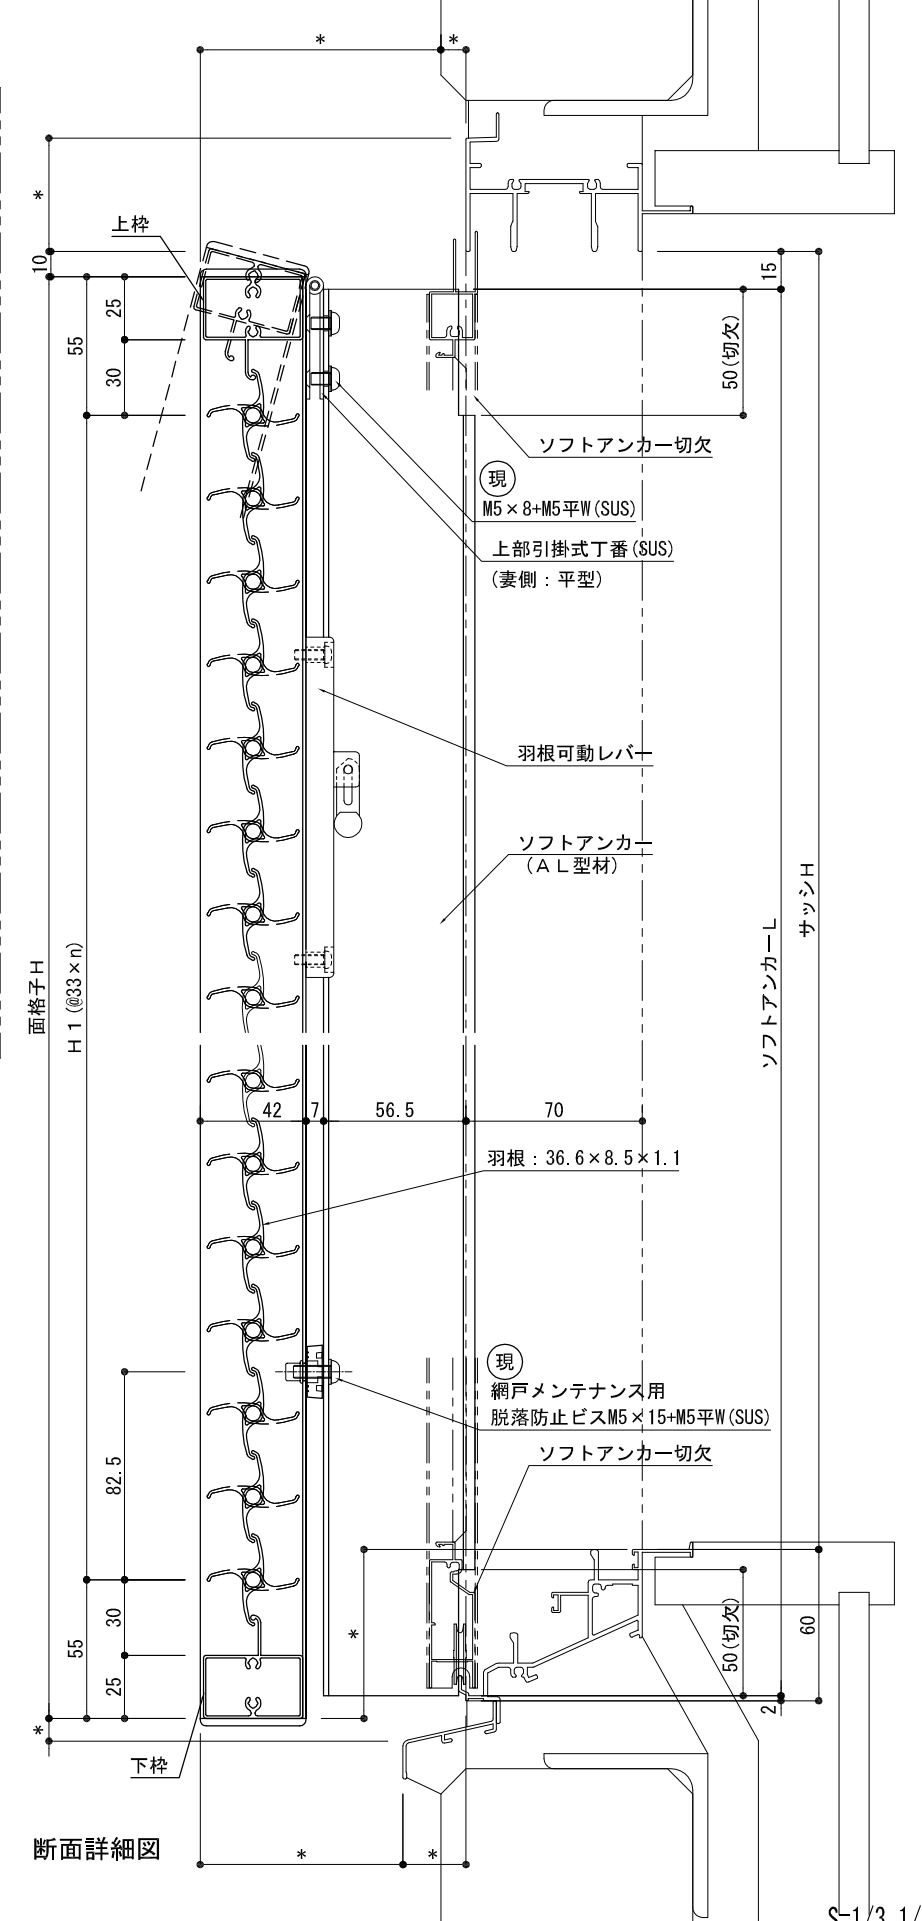 *
*
*
上枠
10
15
25
55
50(切欠)
30
ソフトアンカー切欠
現
M5×8+M5平W(SUS)
上部引掛式丁番(SUS)
(妻側:平型)
羽根可動レバー
ソフトアンカー
(AL型材)
サッシH
ソフトアンカーL
面格子H
H1(@33×n)
42
7
56.5
70
羽根:36.6×8.5×1.1
現
網戸メンテナンス用
脱落防止ビスM5×15+M5平W(SUS)
ソフトアンカー切欠
82.5
30
55
25
*
50(切欠)
60
2
*
下枠
断面詳細図
*
*
S=1/3,1/